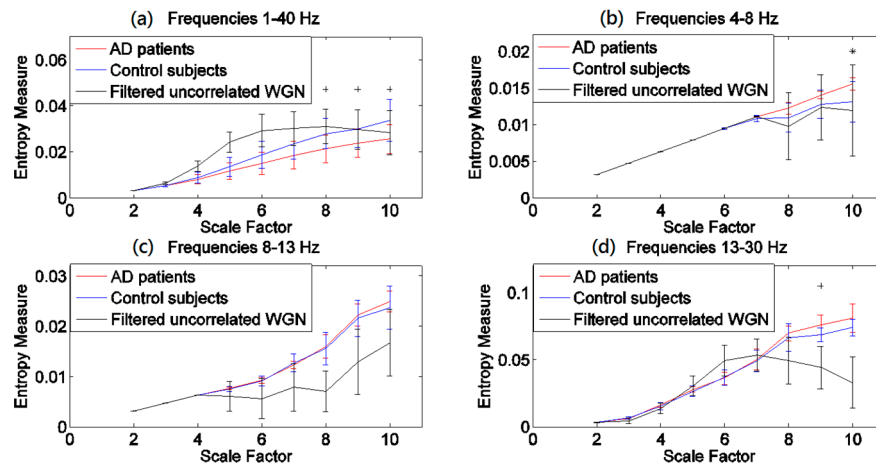 (a) Frequencies 1-40 Hz
AD patients
Control subjects
Filtered uncorrelated WGN
+ +
0.06
0.04
0.02
0
Entropy Measure
0 2 4 6 8 10
Scale Factor
(b) Frequencies 4-8 Hz
AD patients
Control subjects
Filtered uncorrelated WGN
*
0.02
0.015
0.01
0.005
0
Entropy Measure
0 2 4 6 8 10
Scale Factor
(c) Frequencies 8-13 Hz
AD patients
Control subjects
Filtered uncorrelated WGN
0.03
0.02
0.01
0
Entropy Measure
0 2 4 6 8 10
Scale Factor
(d) Frequencies 13-30 Hz
AD patients
Control subjects
Filtered uncorrelated WGN
+
0.1
0.05
0
Entropy Measure
0 2 4 6 8 10
Scale Factor